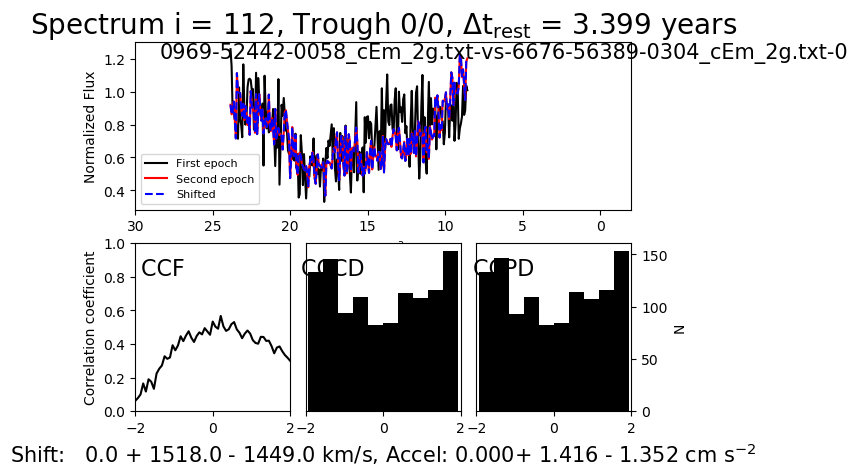 Spectrum i = 112, Trough 0/0, Δt_rest = 3.399 years
0969-52442-0058_cEm_2g.txt-vs-6676-56389-0304_cEm_2g.txt-0
Normalized Flux
1.2
1.0
0.8
0.6
0.4
First epoch
Second epoch
Shifted
30 25 20 15 10 5 0
Correlation coefficient
1.0
0.8
0.6
0.4
0.2
0.0
CCF
CCCD
CCPD
150
100
50
0
N
−2 0 2
−2 0 2
−2 0 2
Shift: 0.0 + 1518.0 - 1449.0 km/s, Accel: 0.000+ 1.416 - 1.352 cm s⁻²